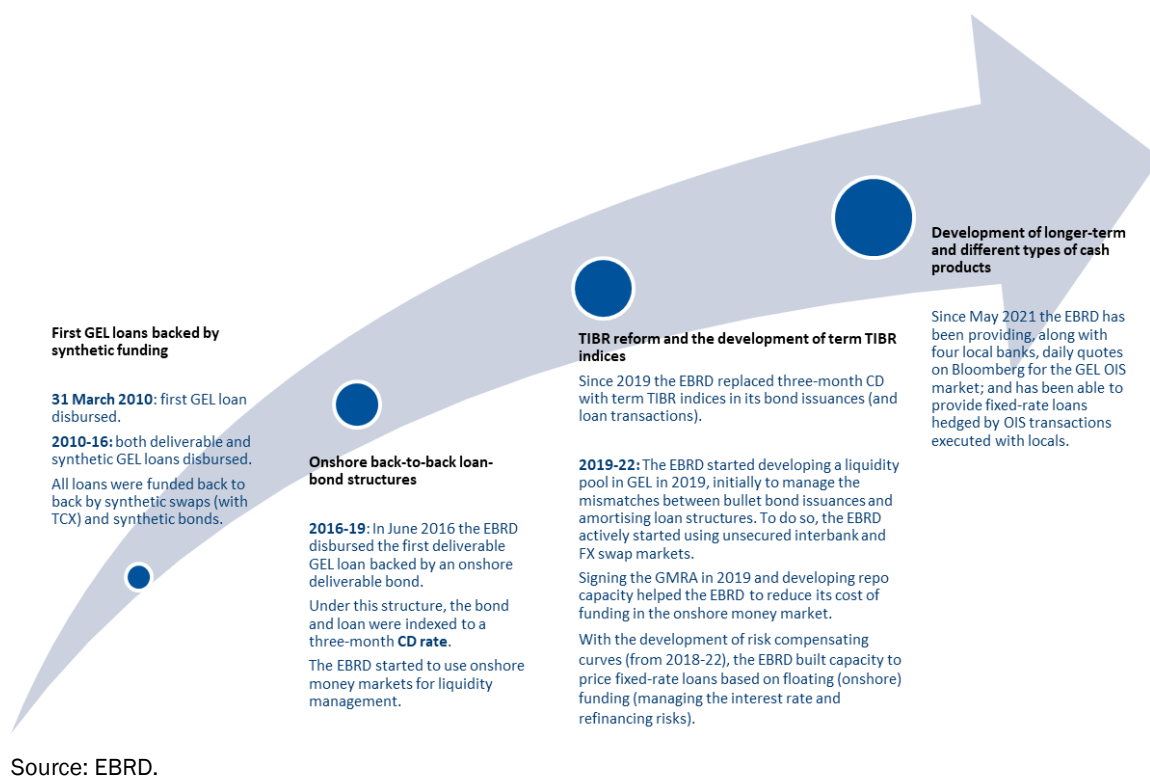 First GEL loans backed by
synthetic funding
31 March 2010: first GEL loan
disbursed.
2010-16: both deliverable and
synthetic GEL loans disbursed.
All loans were funded back to
back by synthetic swaps (with
TCX) and synthetic bonds.
Onshore back-to-back loan-
bond structures
2016-19: In June 2016 the EBRD
disbursed the first deliverable
GEL loan backed by an onshore
deliverable bond.
Under this structure, the bond
and loan were indexed to a
three-month CD rate.
The EBRD started to use onshore
money markets for liquidity
management.
TIBR reform and the development of term TIBR
indices
Since 2019 the EBRD replaced three-month CD
with term TIBR indices in its bond issuances (and
loan transactions).
2019-22: The EBRD started developing a liquidity
pool in GEL in 2019, initially to manage the
mismatches between bullet bond issuances and
amortising loan structures. To do so, the EBRD
actively started using unsecured interbank and
FX swap markets.
Signing the GMRA in 2019 and developing repo
capacity helped the EBRD to reduce its cost of
funding in the onshore money market.
With the development of risk compensating
curves (from 2018-22), the EBRD built capacity to
price fixed-rate loans based on floating (onshore)
funding (managing the interest rate and
refinancing risks).
Development of longer-term
and different types of cash
products
Since May 2021 the EBRD has
been providing, along with
four local banks, daily quotes
on Bloomberg for the GEL OIS
market; and has been able to
provide fixed-rate loans
hedged by OIS transactions
executed with locals.
Source: EBRD.